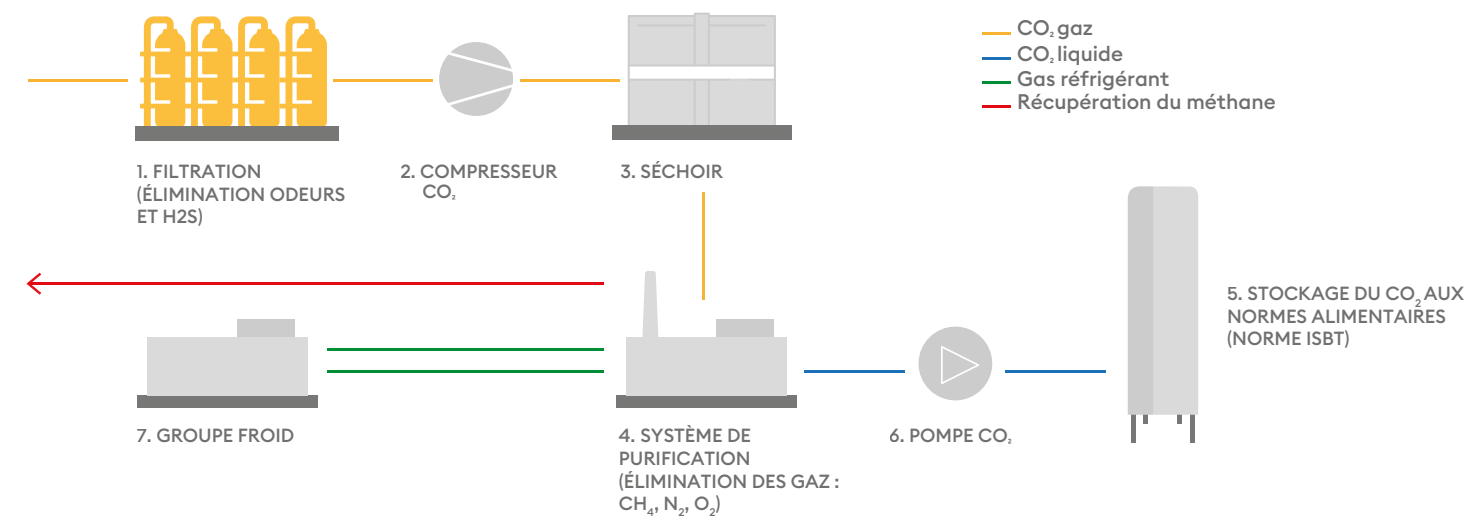 CO₂ gaz
CO₂ liquide
Gas réfrigérant
Récupération du méthane
1. FILTRATION
(ÉLIMINATION ODEURS
ET H2S)
2. COMPRESSEUR
CO₂
3. SÉCHOIR
5. STOCKAGE DU CO₂ AUX
NORMES ALIMENTAIRES
(NORME ISBT)
7. GROUPE FROID
4. SYSTÈME DE
PURIFICATION
(ÉLIMINATION DES GAZ :
CH₄, N₂, O₂)
6. POMPE CO₂